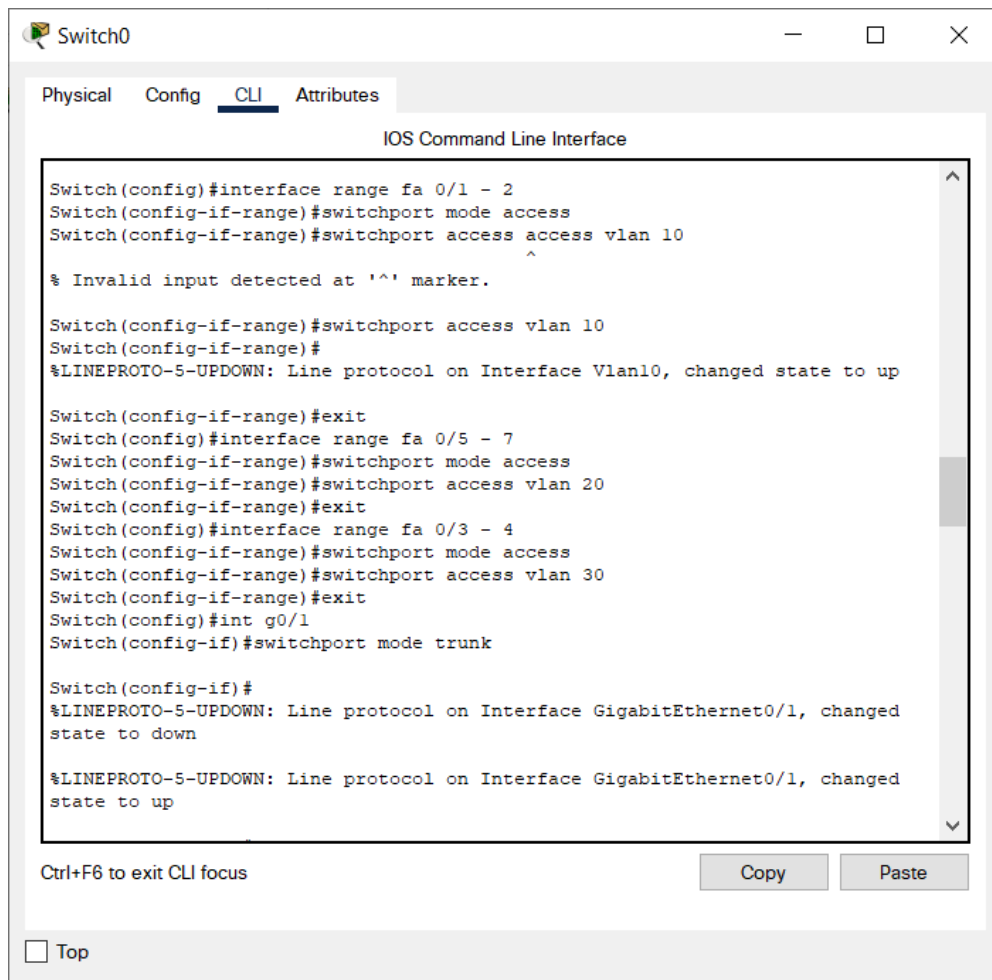 Switch0
Physical Config CLI Attributes
IOS Command Line Interface
Switch(config)#interface range fa 0/1 - 2
Switch(config-if-range)#switchport mode access
Switch(config-if-range)#switchport access access vlan 10
^
% Invalid input detected at '^' marker.
Switch(config-if-range)#switchport access vlan 10
Switch(config-if-range)#
%LINEPROTO-5-UPDOWN: Line protocol on Interface Vlan10, changed state to up
Switch(config-if-range)#exit
Switch(config)#interface range fa 0/5 - 7
Switch(config-if-range)#switchport mode access
Switch(config-if-range)#switchport access vlan 20
Switch(config-if-range)#exit
Switch(config)#interface range fa 0/3 - 4
Switch(config-if-range)#switchport mode access
Switch(config-if-range)#switchport access vlan 30
Switch(config-if-range)#exit
Switch(config)#int g0/1
Switch(config-if)#switchport mode trunk
Switch(config-if)#
%LINEPROTO-5-UPDOWN: Line protocol on Interface GigabitEthernet0/1, changed
state to down
%LINEPROTO-5-UPDOWN: Line protocol on Interface GigabitEthernet0/1, changed
state to up
Ctrl+F6 to exit CLI focus
Copy Paste
Top